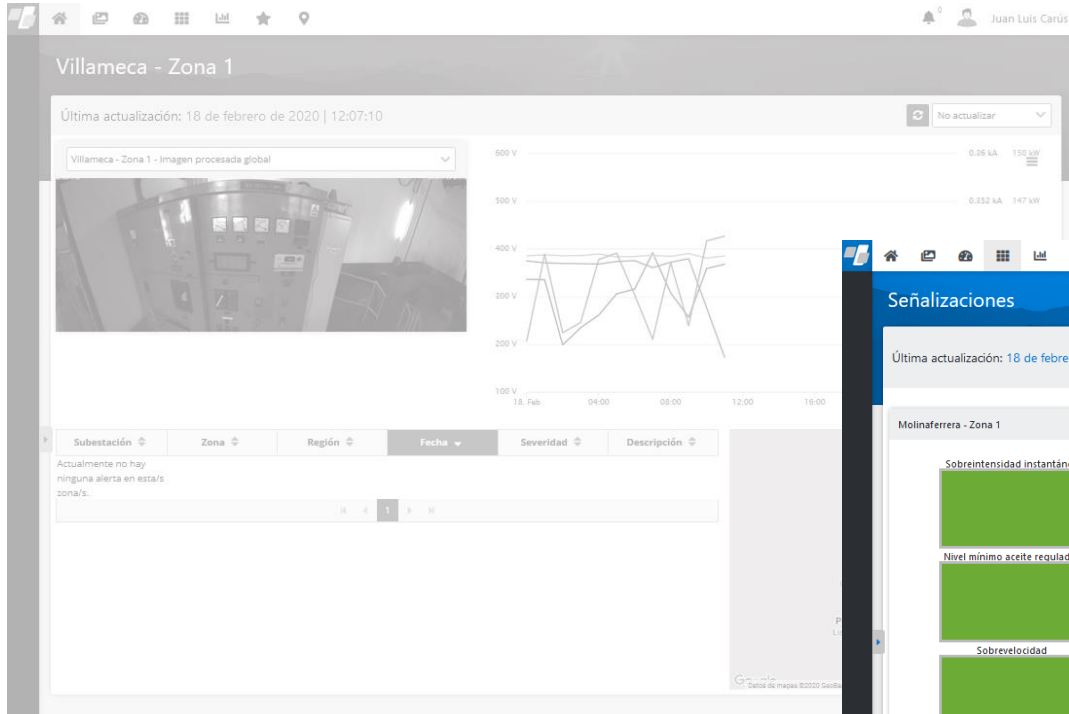 0
Juan Luis Carús
Villameca - Zona 1
Última actualización: 18 de febrero de 2020 | 12:07:10
No actualizar
Villameca - Zona 1 - Imagen procesada global
600 V
0.36 kA 150 kW
500 V
0.352 kA 147 kW
400 V
300 V
200 V
100 V
18. Feb 04:00 08:00 12:00 16:00
Subestación Zona Región Fecha Severidad Descripción
Actualmente no hay
ninguna alerta en esta/s
zona/s.
1
Google
Datos de mapas ©2020
Señalizaciones
Última actualización: 18 de febre
Molinaferrera - Zona 1
Sobreintensidad instantán
Nivel mínimo aceite regulad
Sobrevelocidad